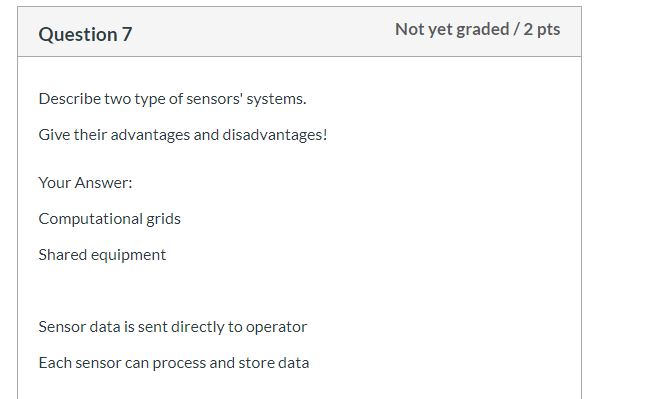 Question 7
Not yet graded / 2 pts
Describe two type of sensors' systems.
Give their advantages and disadvantages!
Your Answer:
Computational grids
Shared equipment
Sensor data is sent directly to operator
Each sensor can process and store data